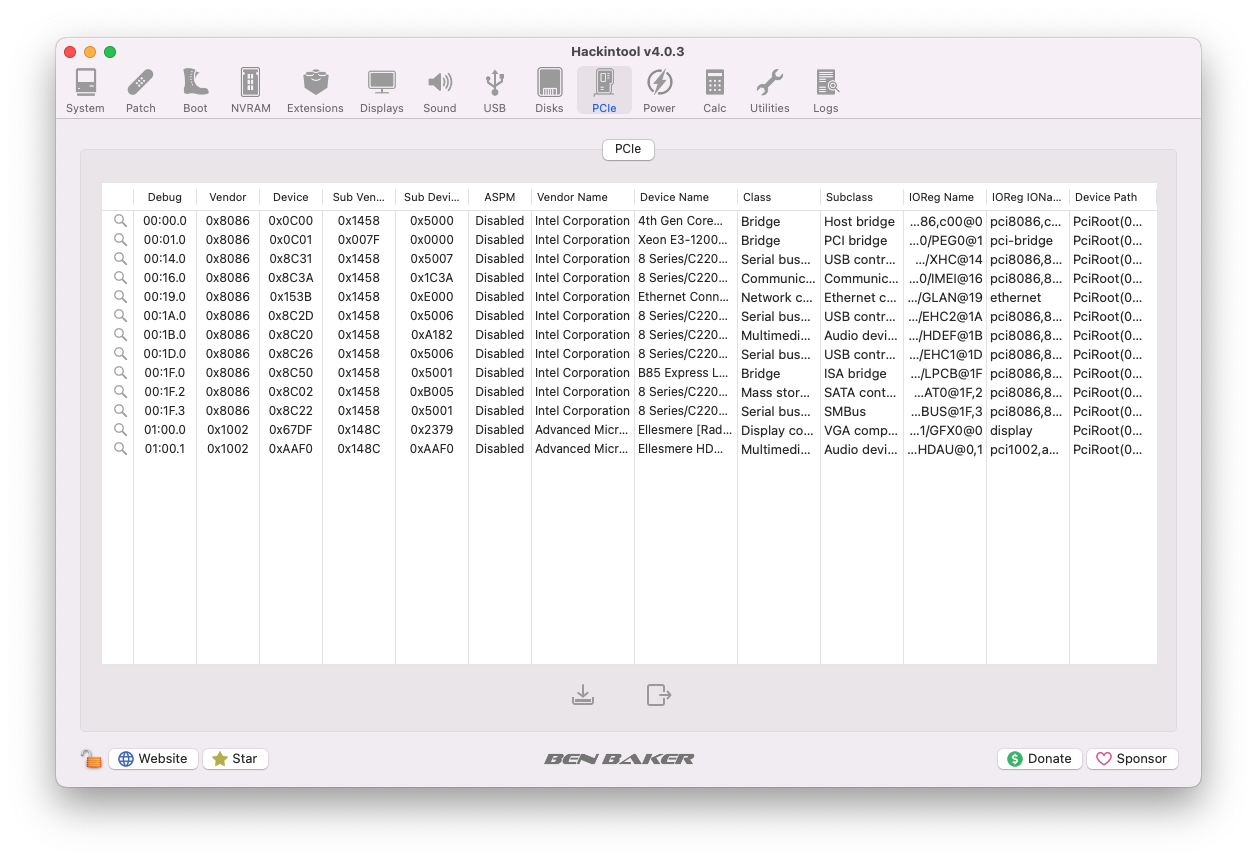 Hackintool v4.0.3
System Patch Boot NVRAM Extensions Displays Sound USB Disks PCIe Power Calc Utilities Logs
PCIe
Debug Vendor Device Sub Ven... Sub Devi... ASPM Vendor Name Device Name Class Subclass IOReg Name IOReg IONa... Device Path
00:00.0 0x8086 0x0C00 0x1458 0x5000 Disabled Intel Corporation 4th Gen Core... Bridge Host bridge ...86,c00@0 pci8086,c... PciRoot(0...
00:01.0 0x8086 0x0C01 0x007F 0x0000 Disabled Intel Corporation Xeon E3-1200... Bridge PCI bridge ...0/PEG0@1 pci-bridge PciRoot(0...
00:14.0 0x8086 0x8C31 0x1458 0x5007 Disabled Intel Corporation 8 Series/C220... Serial bus... USB contr... .../XHC@14 pci8086,8... PciRoot(0...
00:16.0 0x8086 0x8C3A 0x1458 0x1C3A Disabled Intel Corporation 8 Series/C220... Communic... Communic... ...0/IMEI@16 pci8086,8... PciRoot(0...
00:19.0 0x8086 0x153B 0x1458 0xE000 Disabled Intel Corporation Ethernet Conn... Network c... Ethernet c... .../GLAN@19 ethernet PciRoot(0...
00:1A.0 0x8086 0x8C2D 0x1458 0x5006 Disabled Intel Corporation 8 Series/C220... Serial bus... USB contr... .../EHC2@1A pci8086,8... PciRoot(0...
00:1B.0 0x8086 0x8C20 0x1458 0xA182 Disabled Intel Corporation 8 Series/C220... Multimedi... Audio devi... .../HDEF@1B pci8086,8... PciRoot(0...
00:1D.0 0x8086 0x8C26 0x1458 0x5006 Disabled Intel Corporation 8 Series/C220... Serial bus... USB contr... .../EHC1@1D pci8086,8... PciRoot(0...
00:1F.0 0x8086 0x8C50 0x1458 0x5001 Disabled Intel Corporation B85 Express L... Bridge ISA bridge .../LPCB@1F pci8086,8... PciRoot(0...
00:1F.2 0x8086 0x8C02 0x1458 0xB005 Disabled Intel Corporation 8 Series/C220... Mass stor... SATA cont... ...AT0@1F,2 pci8086,8... PciRoot(0...
00:1F.3 0x8086 0x8C22 0x1458 0x5001 Disabled Intel Corporation 8 Series/C220... Serial bus... SMBus ...BUS@1F,3 pci8086,8... PciRoot(0...
01:00.0 0x1002 0x67DF 0x148C 0x2379 Disabled Advanced Micr... Ellesmere [Rad... Display co... VGA comp... ...1/GFX0@0 display PciRoot(0...
01:00.1 0x1002 0xAAF0 0x148C 0xAAF0 Disabled Advanced Micr... Ellesmere HD... Multimedi... Audio devi... ...HDAU@0,1 pci1002,a... PciRoot(0...
Website Star BEN BAKER Donate Sponsor